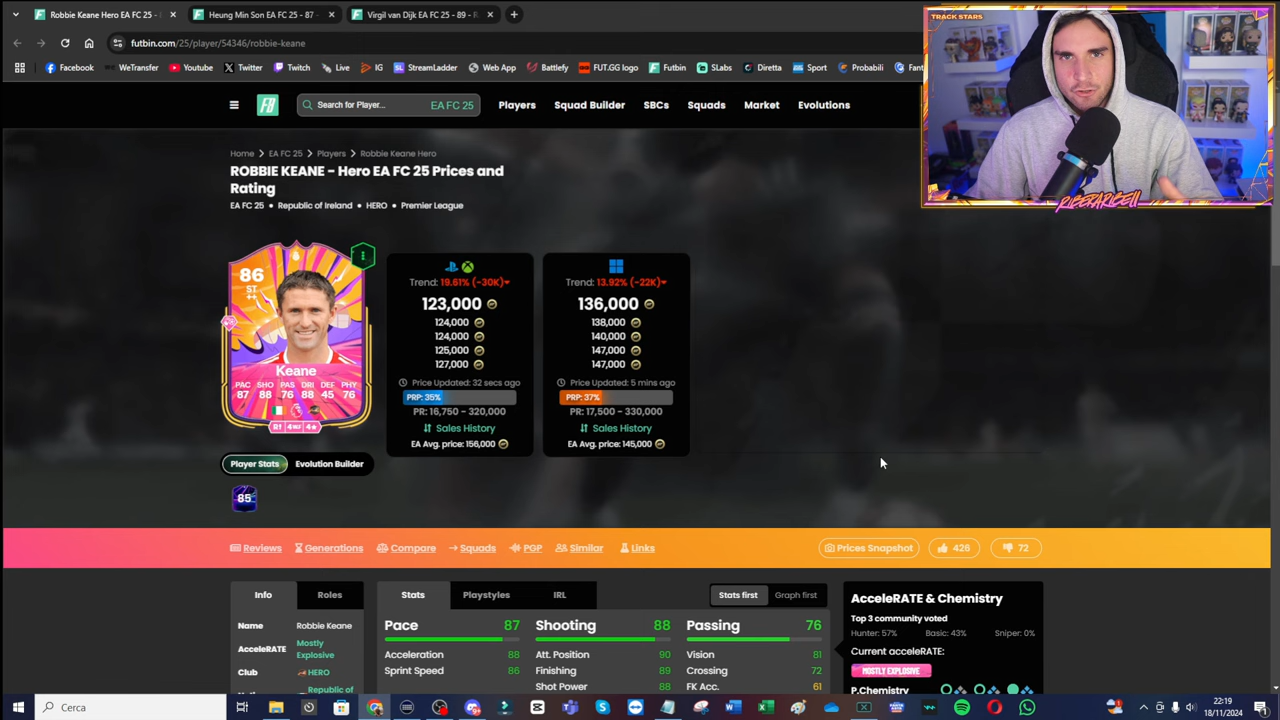 Robbie Keane Hero EA FC 25 -
Heung Min Son EA FC 25 - 87
Virgil
EA FC 25 - 89 -
futbin.com/25/player/54346/robbie-keane
Facebook
WeTransfer
Youtube
Twitter
Twitch
Live
IG
StreamLadder
Web App
Battlefy
FUT.GG logo
Futbin
SLabs
Diretta
Sport
Probabili
Fant
TRACK STARS
RIBERARIBELL
FB
Search for Player...
EA FC 25
Players
Squad Builder
SBCs
Squads
Market
Evolutions
Home > EA FC 25 > Players > Robbie Keane Hero
ROBBIE KEANE - Hero EA FC 25 Prices and
Rating
EA FC 25 • Republic of Ireland • HERO • Premier League
86
ST
++
Keane
PAC SHO PAS DRI DEF PHY
87 88 76 88 45 76
Trend: 19.61% (-30K)
123,000
124,000
124,000
125,000
127,000
Price Updated: 32 secs ago
PRP: 35%
PR: 16,750 - 320,000
Sales History
EA Avg. price: 156,000
Trend: 13.92% (-22K)
136,000
138,000
140,000
147,000
147,000
Price Updated: 5 mins ago
PRP: 37%
PR: 17,500 - 330,000
Sales History
EA Avg. price: 145,000
Player Stats
Evolution Builder
85
Reviews
Generations
Compare
Squads
PGP
Similar
Links
Prices Snapshot
426
72
Info
Roles
Name Robbie Keane
AcceleRATE Mostly
Explosive
Club HERO
Republic of
Stats
Playstyles
IRL
Stats first
Graph first
Pace 87
Acceleration 88
Sprint Speed 86
Shooting 88
Att. Position 90
Finishing 89
Shot Power 88
Passing 76
Vision 81
Crossing 72
FK Acc. 61
AcceleRATE & Chemistry
Top 3 community voted
Hunter: 57%
Basic: 43%
Sniper: 0%
Current acceleRATE:
MOSTLY EXPLOSIVE
P.Chemistry
Cerca
22:19
18/11/2024